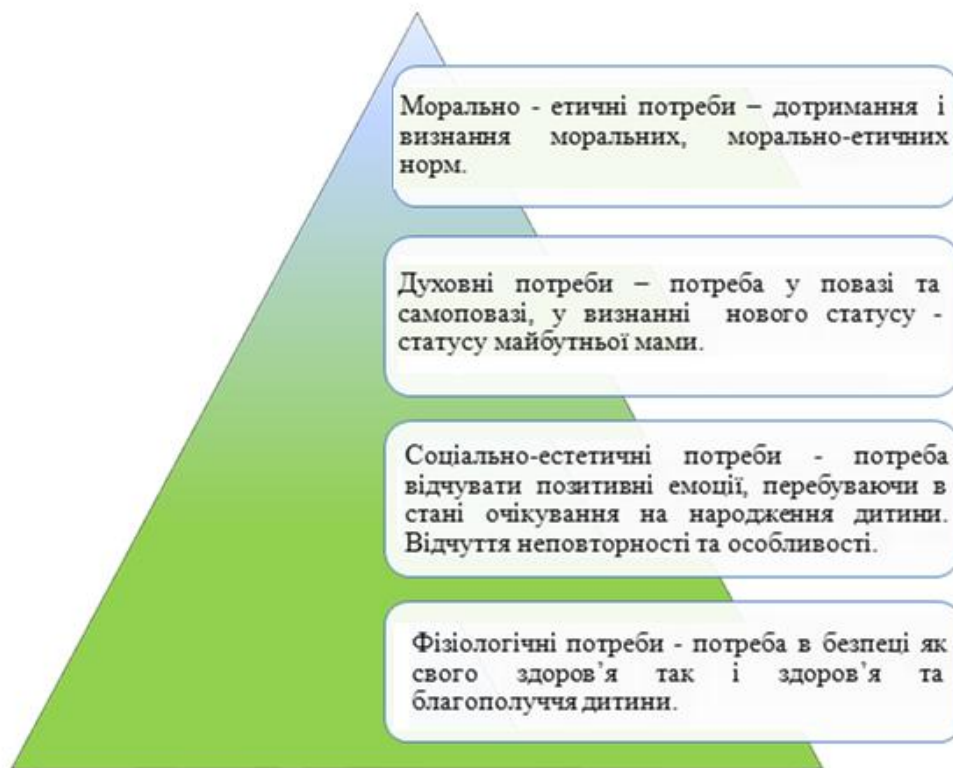 Морально - етичні потреби – дотримання і
визнання моральних, морально-етичних
норм.
Духовні потреби – потреба у повазі та
самоповазі, у визнанні нового статусу -
статусу майбутньої мами.
Соціально-естетичні потреби - потреба
відчувати позитивні емоції, перебуваючи в
стані очікування на народження дитини.
Відчуття неповторності та особливості.
Фізіологічні потреби - потреба в безпеці як
свого здоров’я так і здоров’я та
благополуччя дитини.